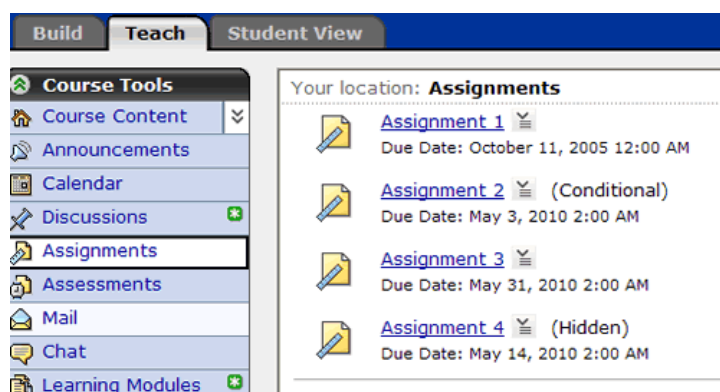 Build Teach Student View
Course Tools
Course Content
Announcements
Calendar
Discussions
Assignments
Assessments
Mail
Chat
Learning Modules
Your location: Assignments
Assignment 1
Due Date: October 11, 2005 12:00 AM
Assignment 2 (Conditional)
Due Date: May 3, 2010 2:00 AM
Assignment 3
Due Date: May 31, 2010 2:00 AM
Assignment 4 (Hidden)
Due Date: May 14, 2010 2:00 AM